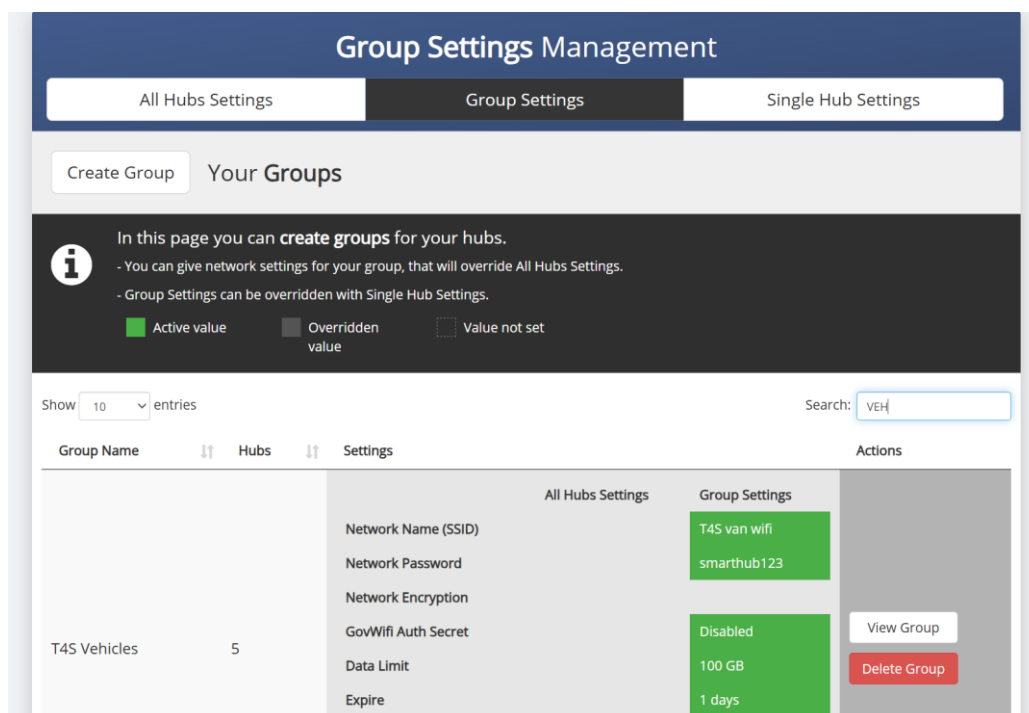 Group Settings Management
All Hubs Settings
Group Settings
Single Hub Settings
Create Group
Your Groups
In this page you can create groups for your hubs.
- You can give network settings for your group, that will override All Hubs Settings.
- Group Settings can be overridden with Single Hub Settings.
Active value
Overridden
value
Value not set
Show 10 entries
Search: VEH
Group Name Hubs Settings Actions
All Hubs Settings Group Settings
Network Name (SSID) T4S van wifi
Network Password smarthub123
Network Encryption
GovWifi Auth Secret Disabled
T4S Vehicles 5
Data Limit 100 GB
Expire 1 days
View Group
Delete Group